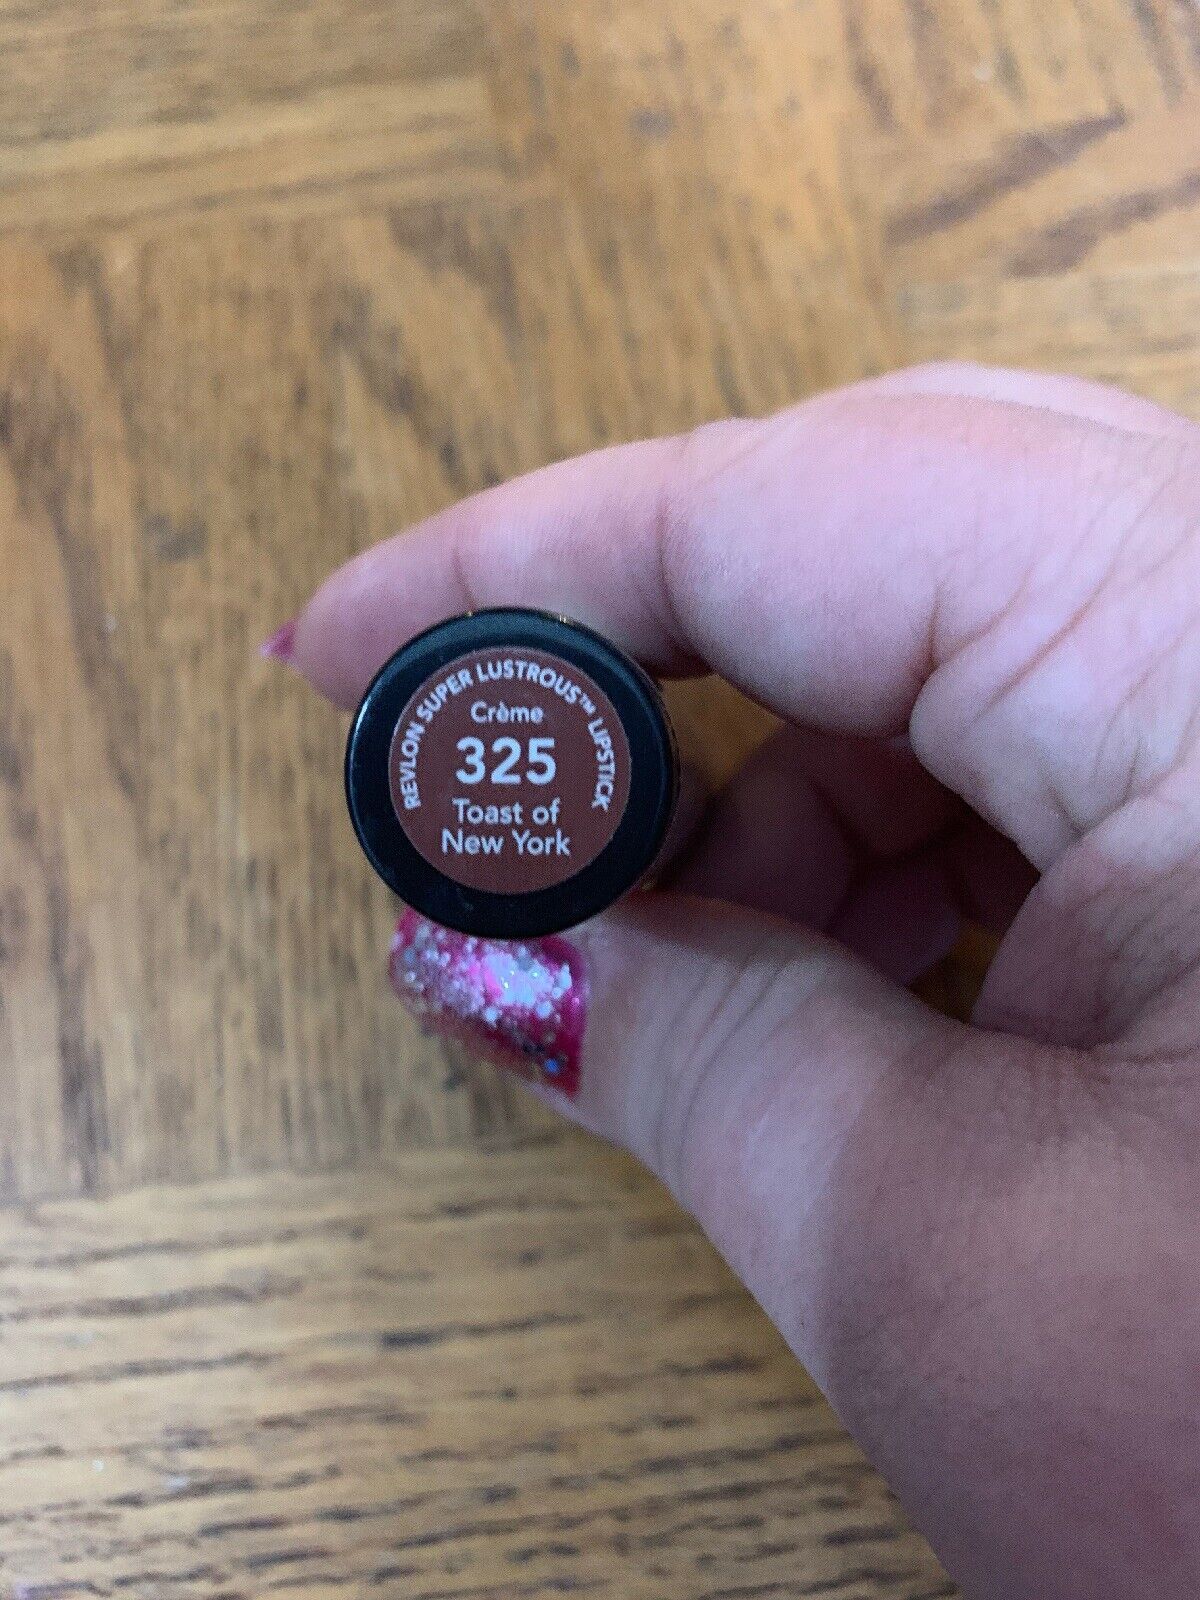 REVLON SUPER LUSTROUS™ LIPSTICK
Crème
325
Toast of
New York